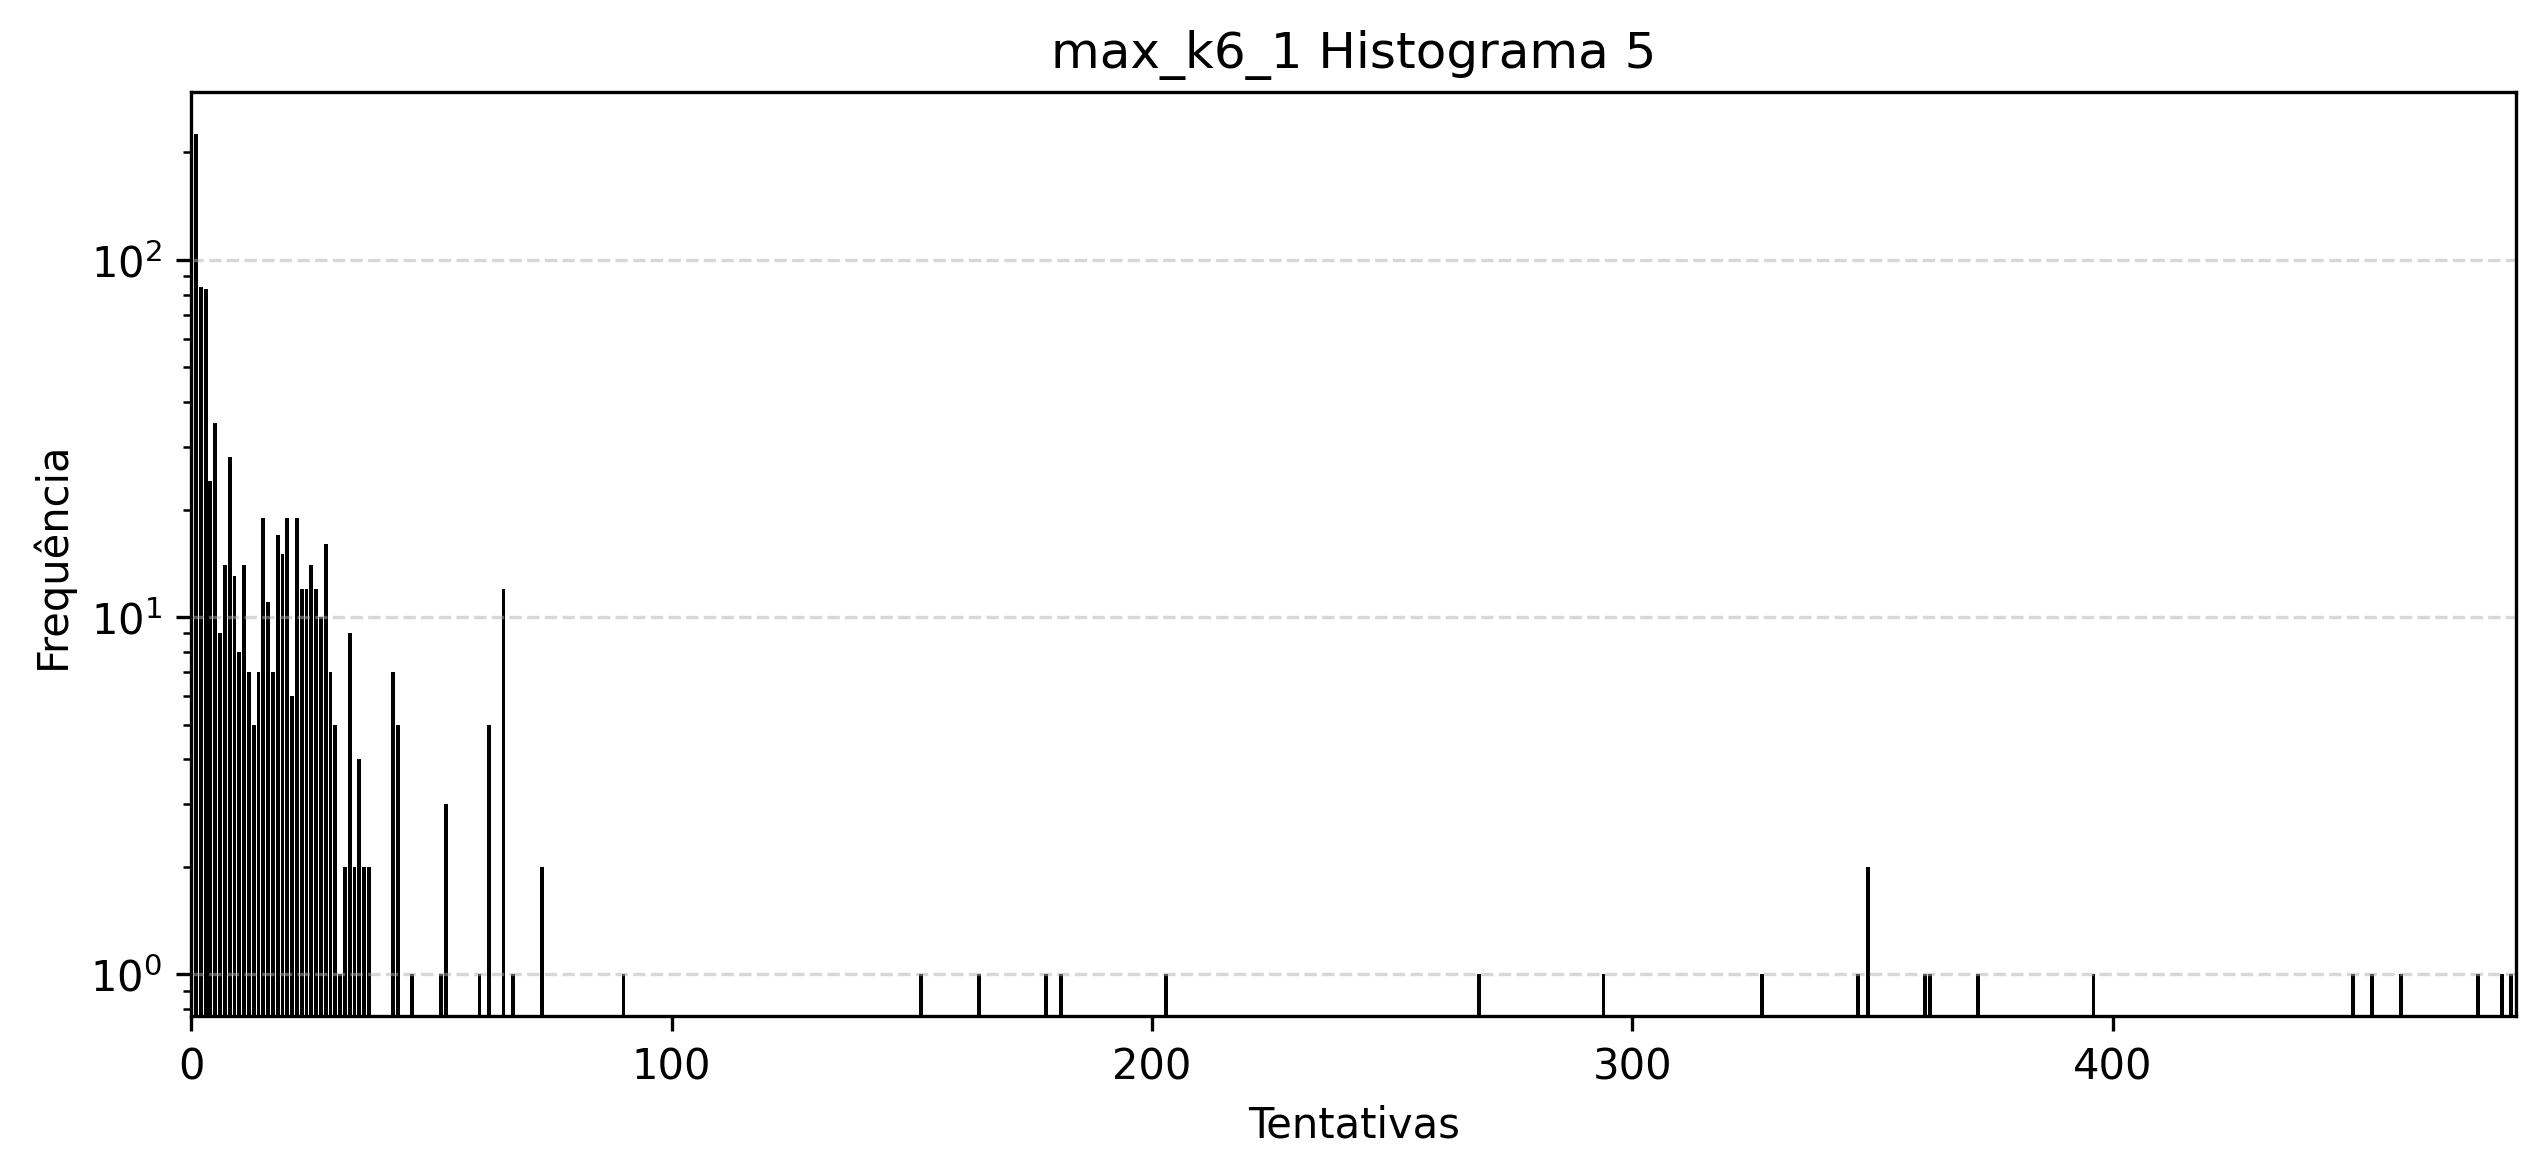 max_k6_1 Histograma 5
Frequência
10²
10¹
10⁰
0 100 200 300 400
Tentativas